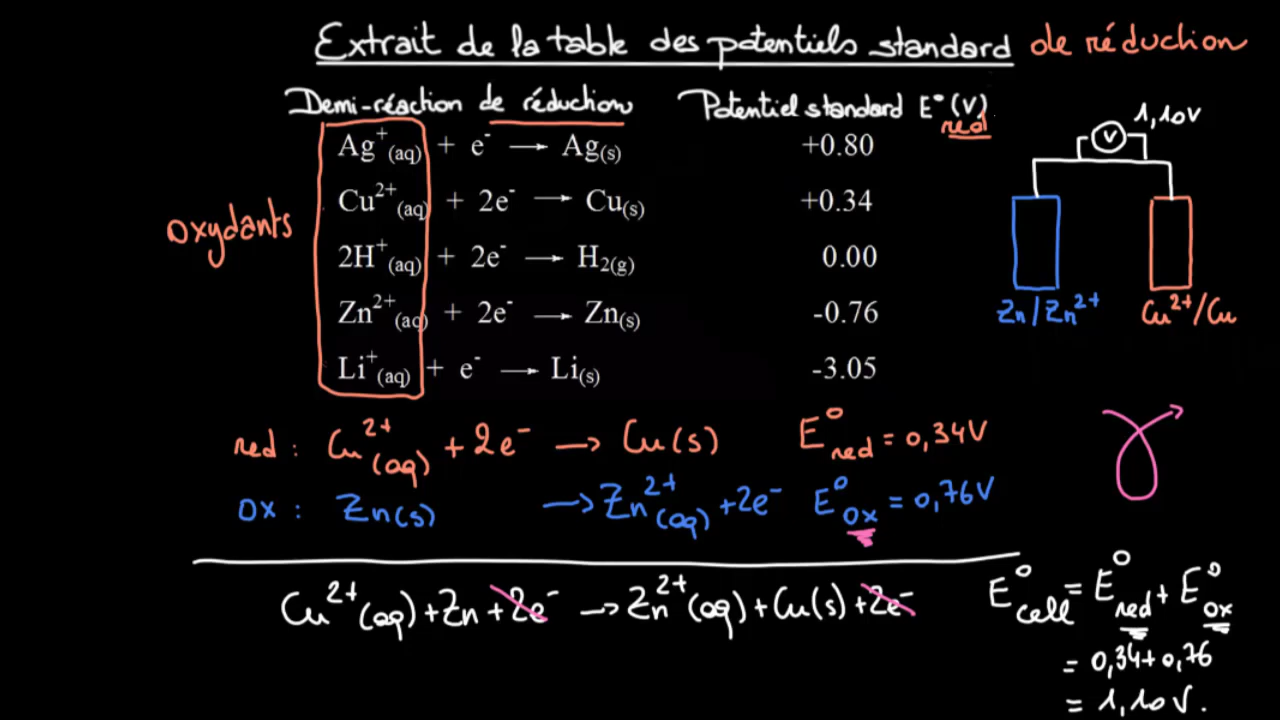 Extrait de la table des potentiels standard de réduction
Demi-réaction de réduction Potentiel standard E°(V)
red
1,10V
V
Ag⁺(aq) + e⁻ → Ag(s) +0.80
Cu²⁺(aq) + 2e⁻ → Cu(s) +0.34
oxydants
2H⁺(aq) + 2e⁻ → H₂(g) 0.00
Zn²⁺(aq) + 2e⁻ → Zn(s) -0.76
Zn/Zn²⁺ Cu²⁺/Cu
Li⁺(aq) + e⁻ → Li(s) -3.05
red : Cu²⁺(aq) + 2e⁻ → Cu(s) E°red = 0,34V
ox : Zn(s) → Zn²⁺(aq) + 2e⁻ E°ox = 0,76V
Cu²⁺(aq) + Zn + 2e⁻ → Zn²⁺(aq) + Cu(s) + 2e⁻
E°cell = E°red + E°ox
= 0,34+0,76
= 1,10V.